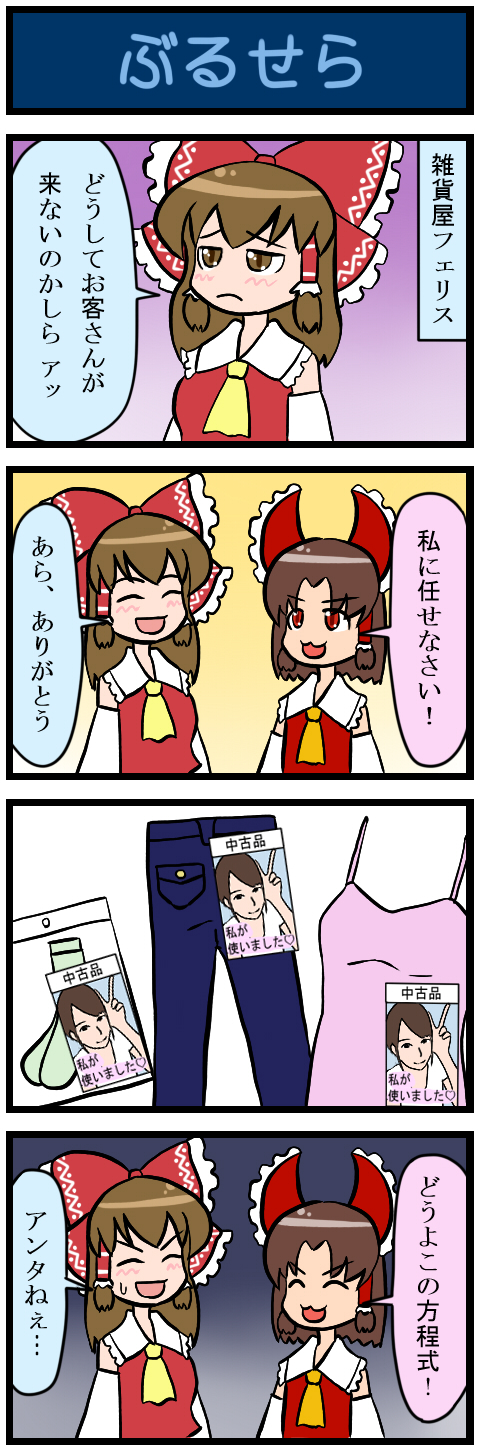 ぶるせら
雑貨屋フェリス
どうしてお客さんが
来ないのかしら ァッ
私に任せなさい！
あら、ありがとう
中古品
私が
使いました♡
中古品
私が
使いました♡
中古品
私が
使いました♡
どうよこの方程式！
アンタねぇ…